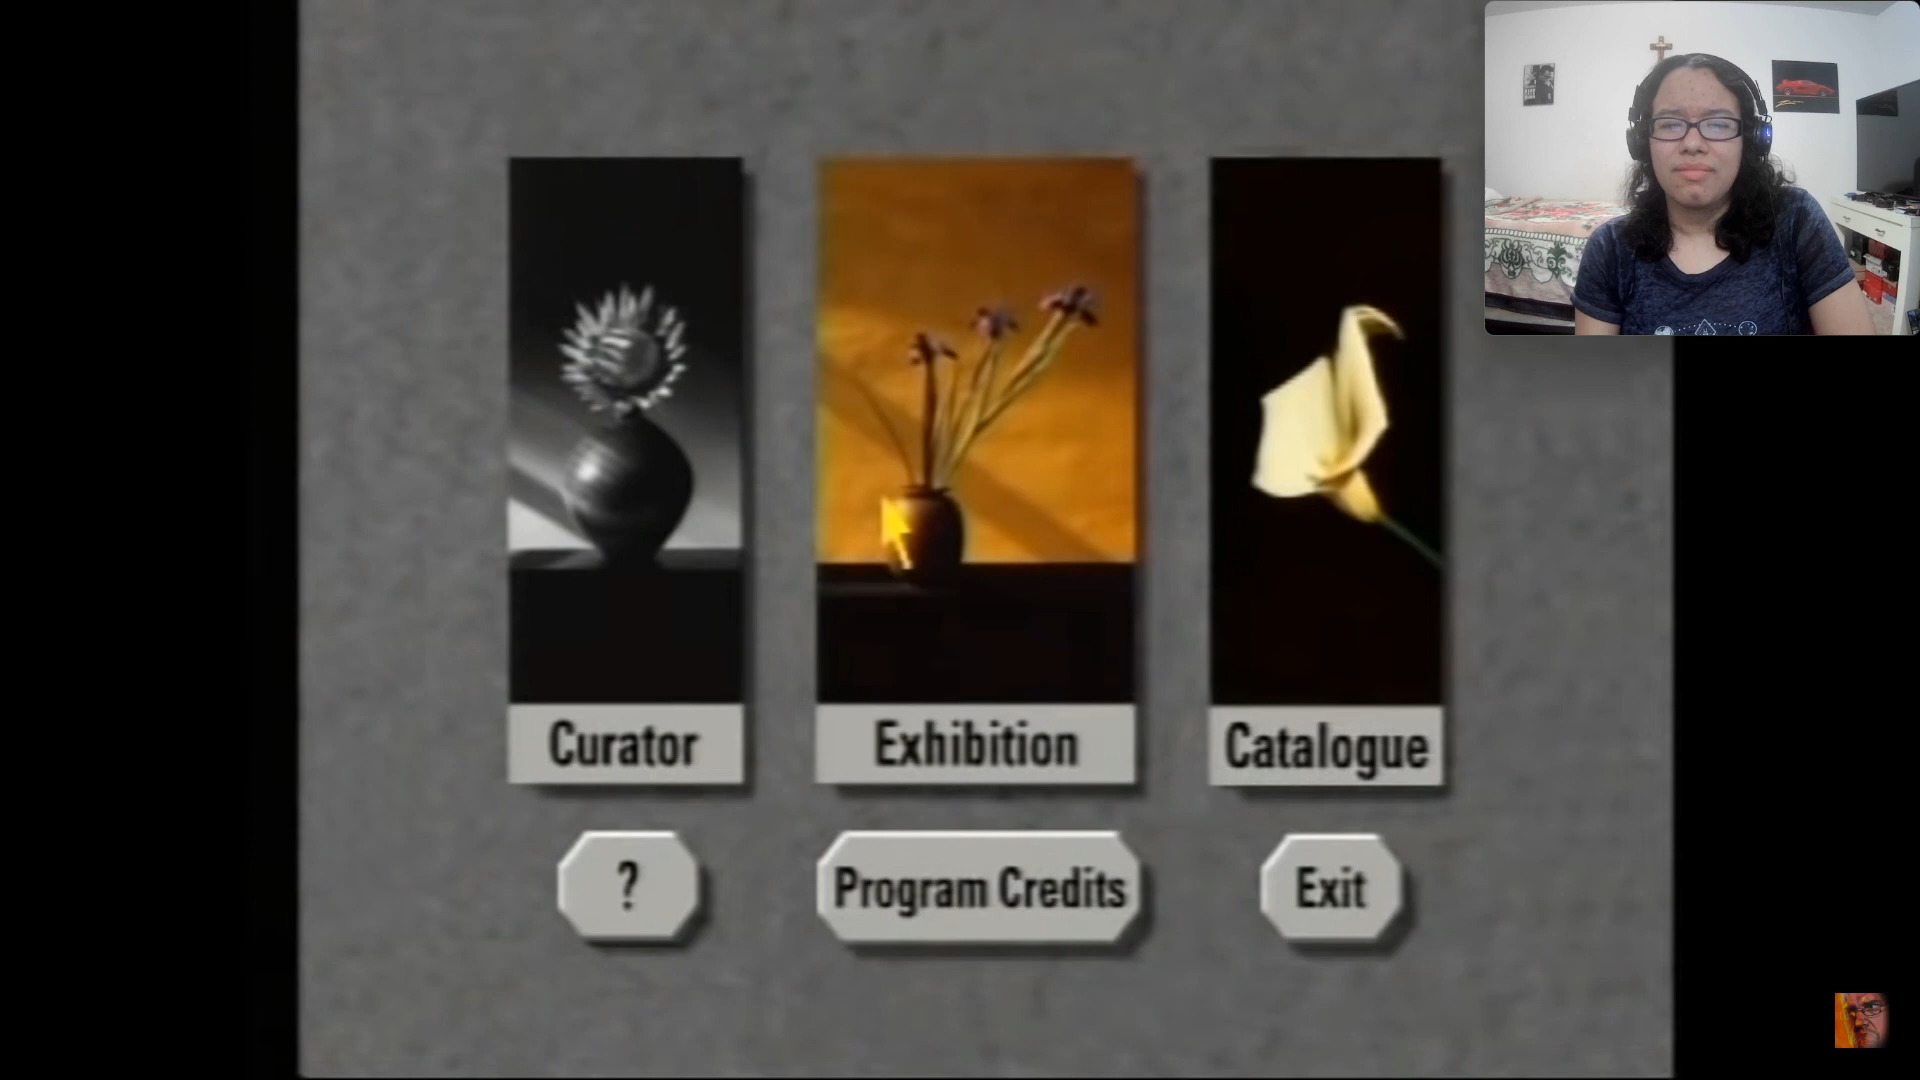 Curator
Exhibition
Catalogue
?
Program Credits
Exit